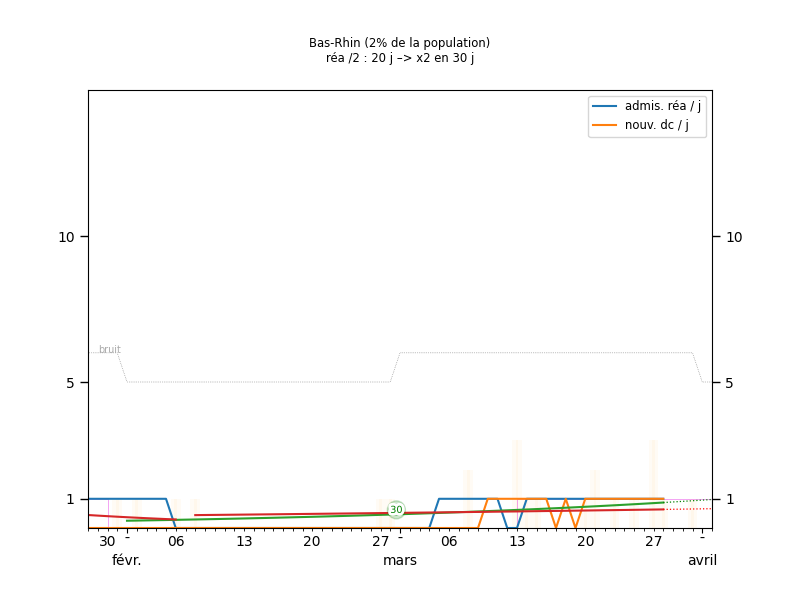 Bas-Rhin (2% de la population)
réa /2 : 20 j –> x2 en 30 j
admis. réa / j
nouv. dc / j
10 10
bruit
5 5
1 1
30
30 - 06 13 20 27 - 06 13 20 27 -
févr. mars avril